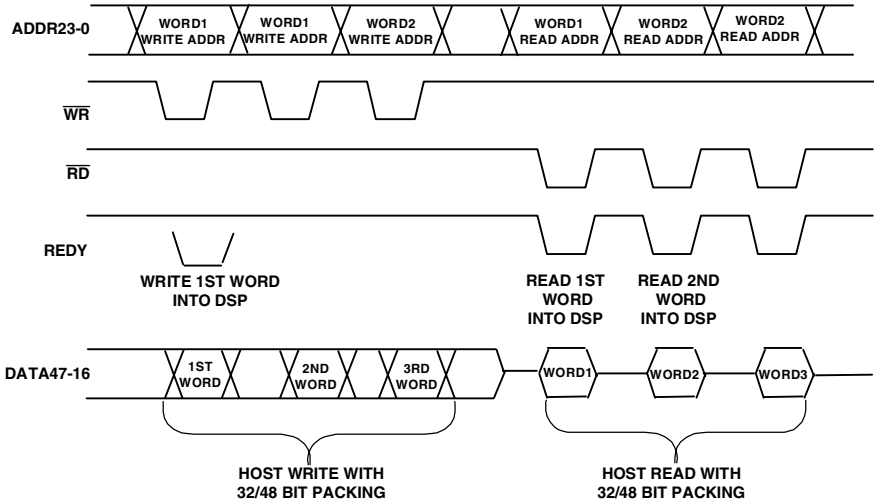 ADDR23-0
WORD1
WRITE ADDR
WORD1
WRITE ADDR
WORD2
WRITE ADDR
WORD1
READ ADDR
WORD2
READ ADDR
WORD2
READ ADDR
WR
RD
REDY
WRITE 1ST WORD
INTO DSP
READ 1ST
WORD
INTO DSP
READ 2ND
WORD
INTO DSP
DATA47-16
1ST
WORD
2ND
WORD
3RD
WORD
WORD1
WORD2
WORD3
HOST WRITE WITH
32/48 BIT PACKING
HOST READ WITH
32/48 BIT PACKING